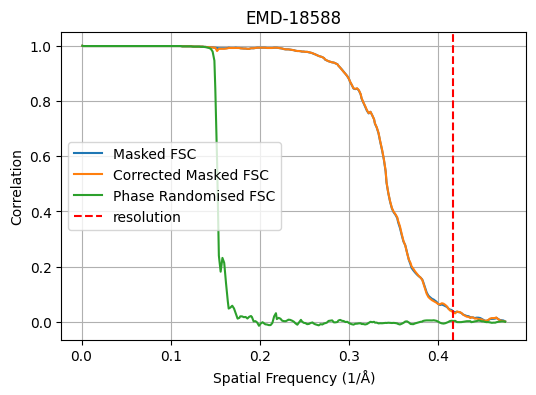 EMD-18588
1.0
0.8
0.6
0.4
0.2
0.0
Correlation
Masked FSC
Corrected Masked FSC
Phase Randomised FSC
resolution
0.0 0.1 0.2 0.3 0.4
Spatial Frequency (1/Å)